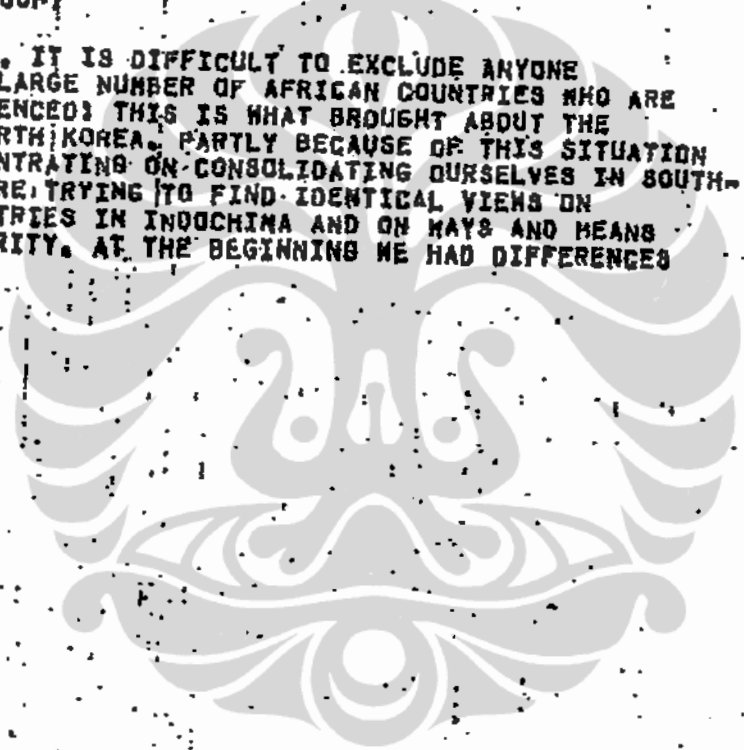 . IT IS DIFFICULT TO EXCLUDE ANYONE
LARGE NUMBER OF AFRICAN COUNTRIES WHO ARE
ENCED; THIS IS WHAT BROUGHT ABOUT THE
RTH KOREA. PARTLY BECAUSE OF THIS SITUATION
NTRATING ON CONSOLIDATING OURSELVES IN SOUTH-
RE TRYING TO FIND IDENTICAL VIEWS ON
TRIES IN INDOCHINA AND ON WAYS AND MEANS
RITY. AT THE BEGINNING WE HAD DIFFERENCES